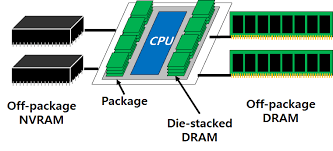 CPU
Off-package
NVRAM
Package
Die-stacked
DRAM
Off-package
DRAM